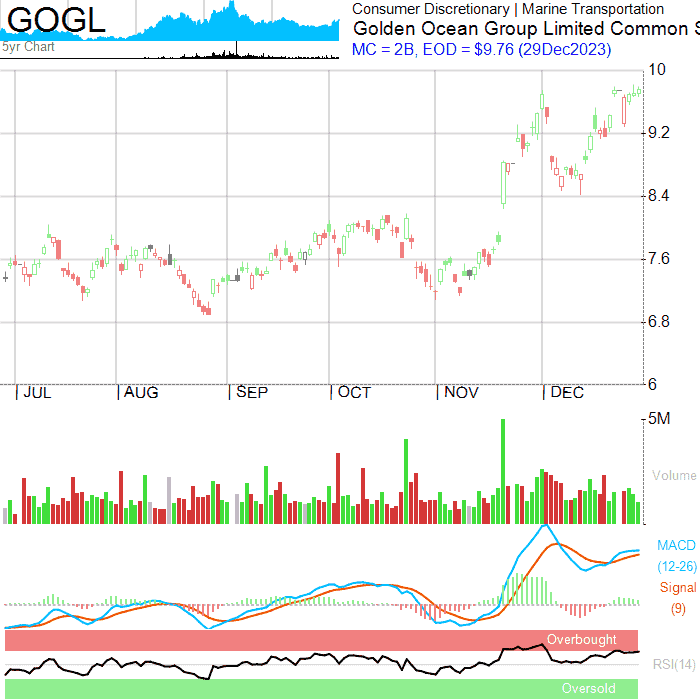 GOGL
5yr Chart
Consumer Discretionary | Marine Transportation
Golden Ocean Group Limited Common S
MC = 2B, EOD = $9.76 (29Dec2023)
10
9.2
8.4
7.6
6.8
6
JUL AUG SEP OCT NOV DEC
5M
Volume
MACD
(12-26)
Signal
(9)
Overbought
RSI(14)
Oversold